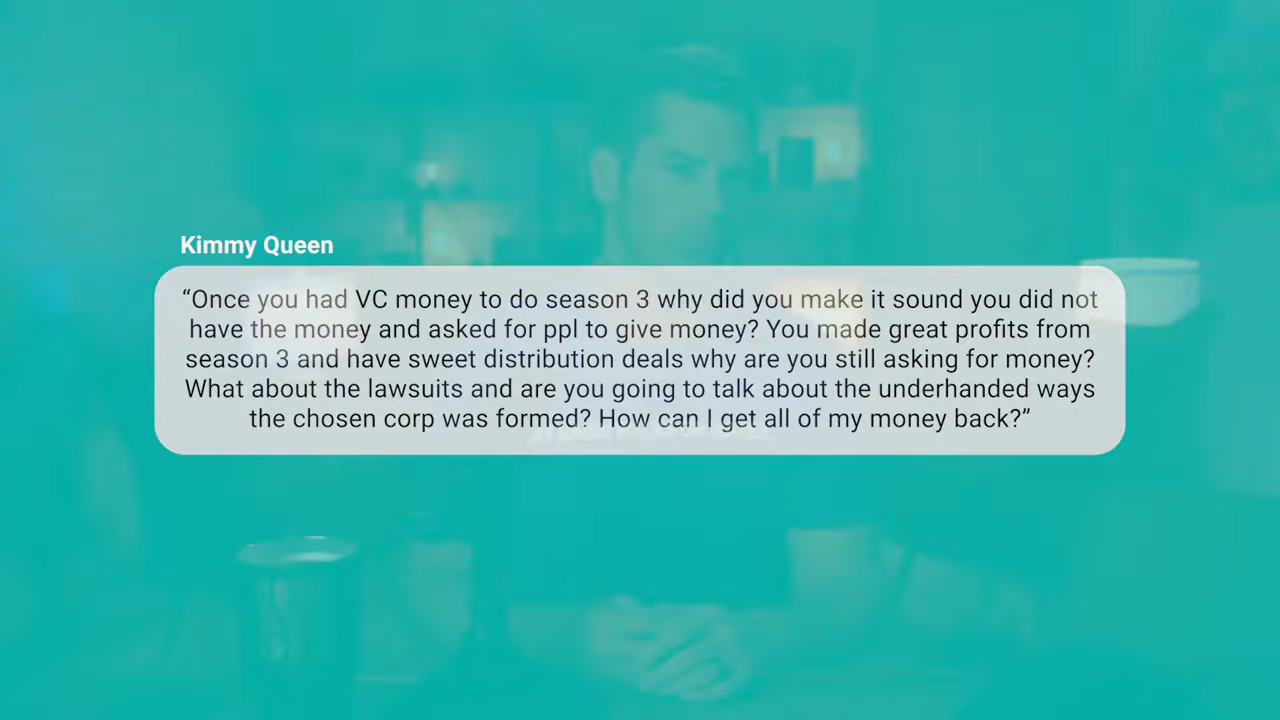 Kimmy Queen
“Once you had VC money to do season 3 why did you make it sound you did not
have the money and asked for ppl to give money? You made great profits from
season 3 and have sweet distribution deals why are you still asking for money?
What about the lawsuits and are you going to talk about the underhanded ways
the chosen corp was formed? How can I get all of my money back?”